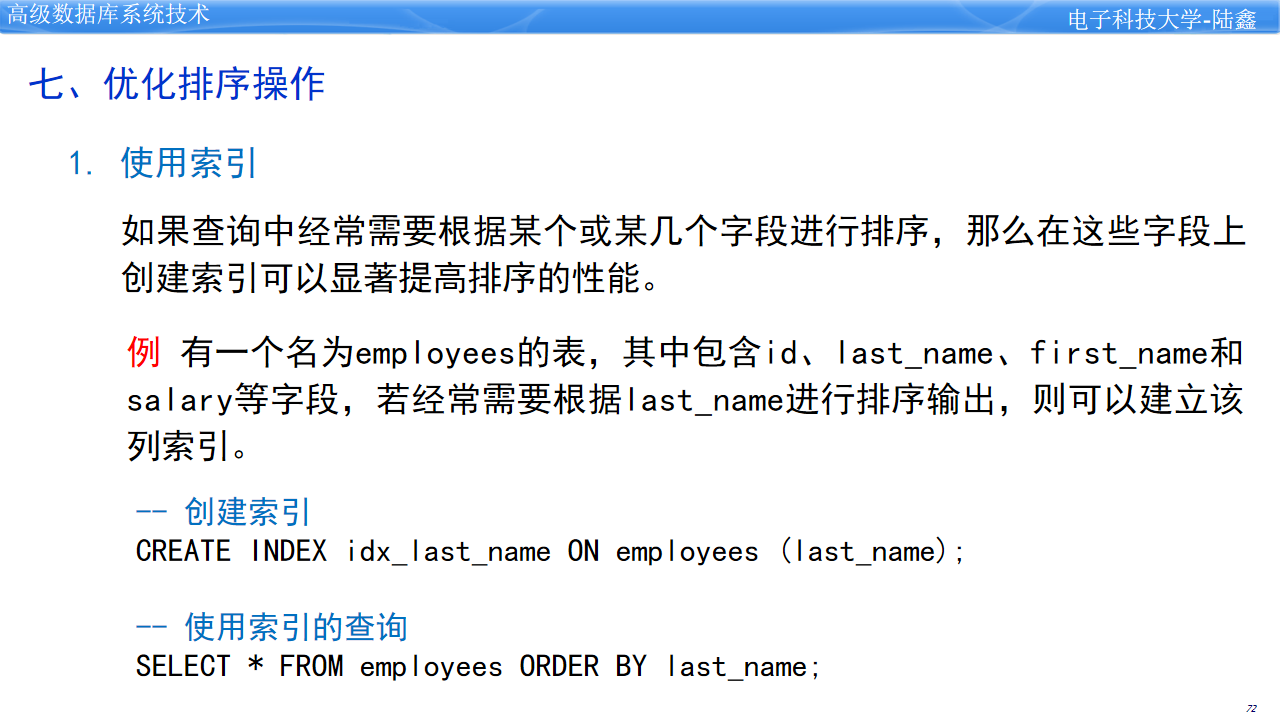 高级数据库系统技术
电子科技大学-陆鑫
七、优化排序操作
1. 使用索引
如果查询中经常需要根据某个或某几个字段进行排序，那么在这些字段上
创建索引可以显著提高排序的性能。
例 有一个名为employees的表，其中包含id、last_name、first_name和
salary等字段，若经常需要根据last_name进行排序输出，则可以建立该
列索引。
-- 创建索引
CREATE INDEX idx_last_name ON employees (last_name);
-- 使用索引的查询
SELECT * FROM employees ORDER BY last_name;
72